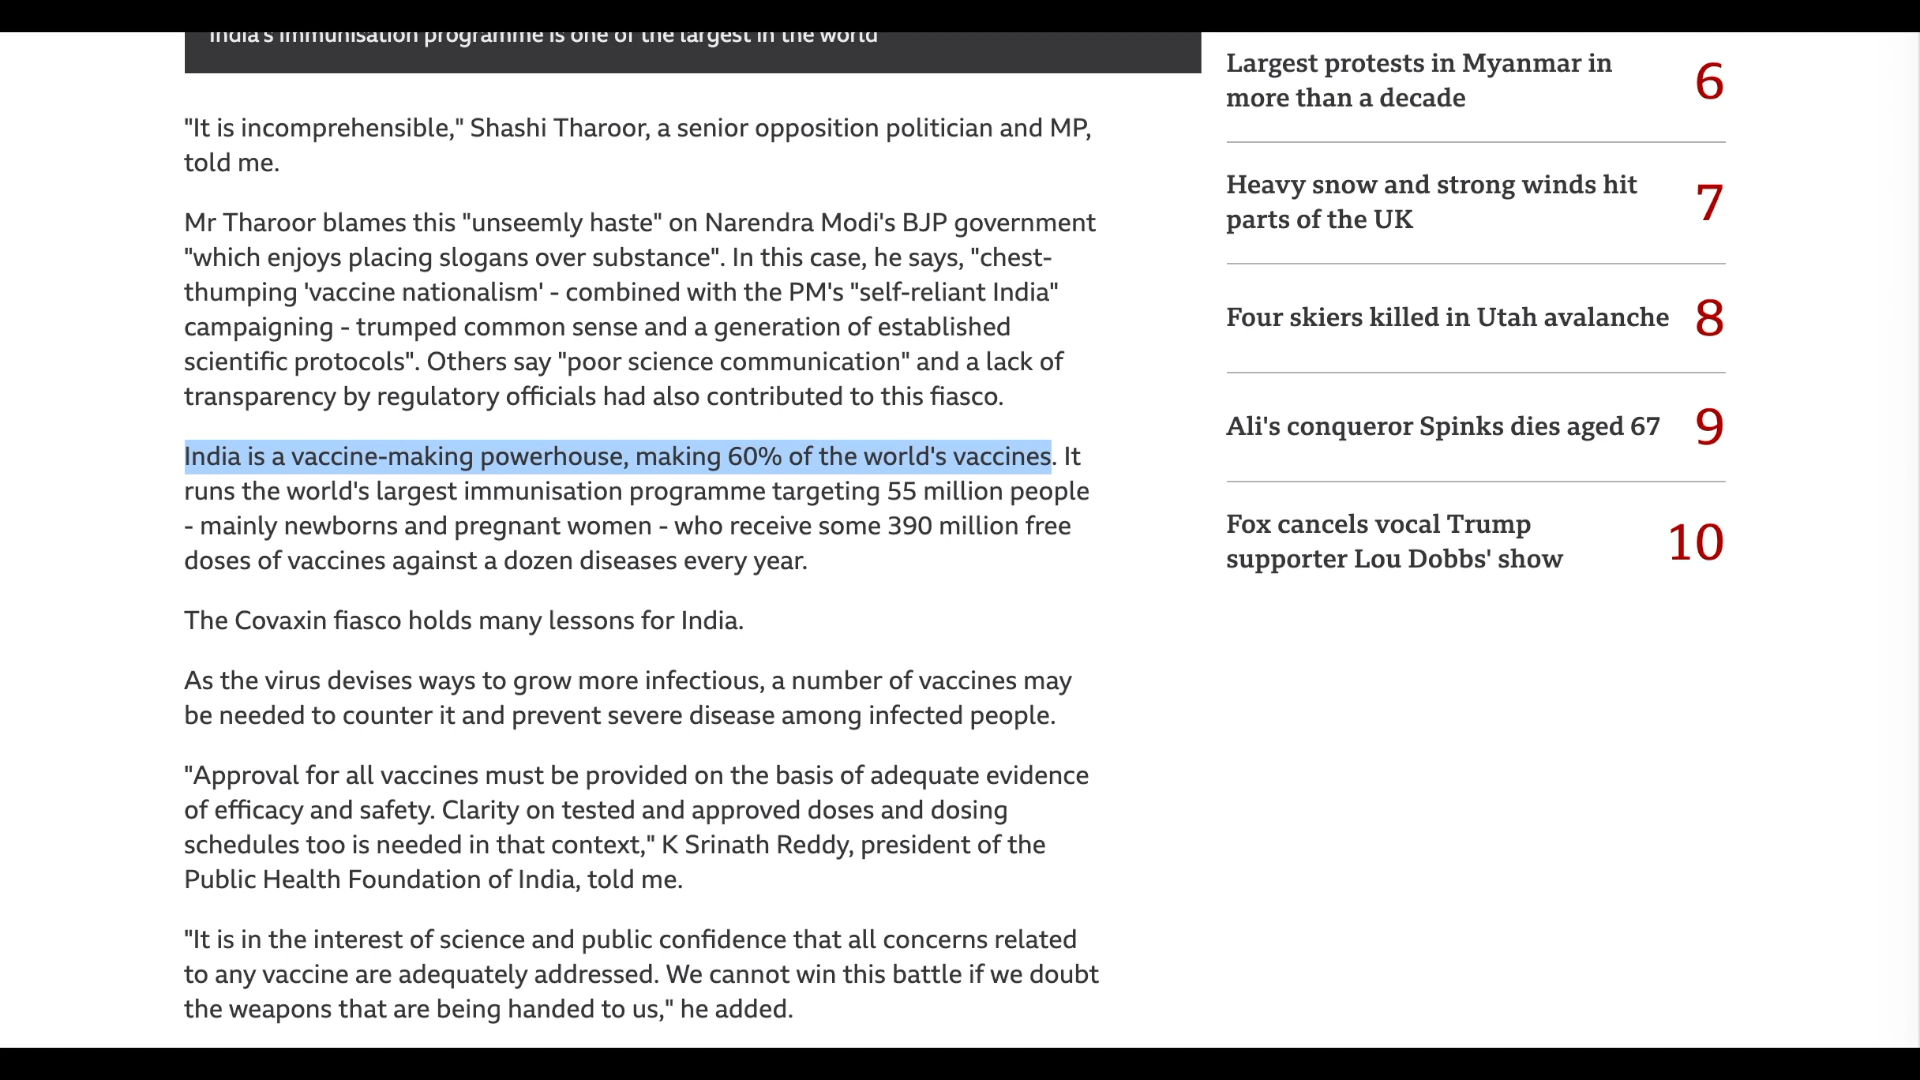 India's immunisation programme is one of the largest in the world
"It is incomprehensible," Shashi Tharoor, a senior opposition politician and MP,
told me.
Mr Tharoor blames this "unseemly haste" on Narendra Modi's BJP government
"which enjoys placing slogans over substance". In this case, he says, "chest-
thumping 'vaccine nationalism' - combined with the PM's "self-reliant India"
campaigning - trumped common sense and a generation of established
scientific protocols". Others say "poor science communication" and a lack of
transparency by regulatory officials had also contributed to this fiasco.
India is a vaccine-making powerhouse, making 60% of the world's vaccines. It
runs the world's largest immunisation programme targeting 55 million people
- mainly newborns and pregnant women - who receive some 390 million free
doses of vaccines against a dozen diseases every year.
The Covaxin fiasco holds many lessons for India.
As the virus devises ways to grow more infectious, a number of vaccines may
be needed to counter it and prevent severe disease among infected people.
"Approval for all vaccines must be provided on the basis of adequate evidence
of efficacy and safety. Clarity on tested and approved doses and dosing
schedules too is needed in that context," K Srinath Reddy, president of the
Public Health Foundation of India, told me.
"It is in the interest of science and public confidence that all concerns related
to any vaccine are adequately addressed. We cannot win this battle if we doubt
the weapons that are being handed to us," he added.
Largest protests in Myanmar in
more than a decade
6
Heavy snow and strong winds hit
parts of the UK
7
Four skiers killed in Utah avalanche
8
Ali's conqueror Spinks dies aged 67
9
Fox cancels vocal Trump
supporter Lou Dobbs' show
10